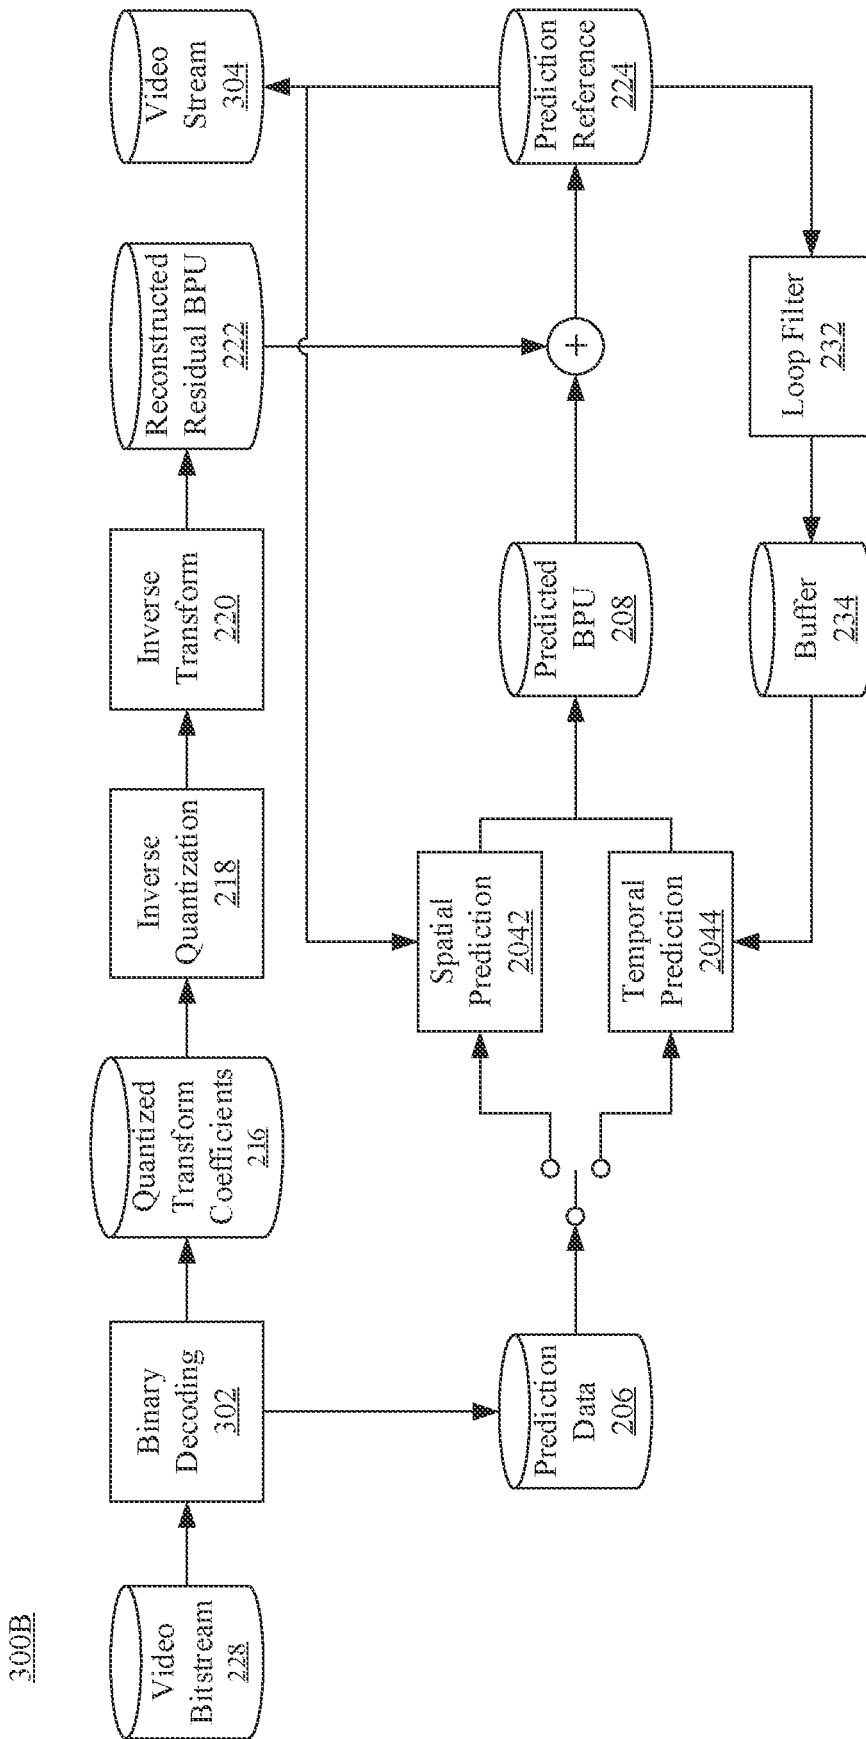 300B
Video
Bitstream
228
Binary
Decoding
302
Quantized
Transform
Coefficients
216
Inverse
Quantization
218
Inverse
Transform
220
Reconstructed
Residual BPU
222
Video
Stream
304
Prediction
Data
206
Spatial
Prediction
2042
Temporal
Prediction
2044
Predicted
BPU
208
+
Prediction
Reference
224
Buffer
234
Loop Filter
232